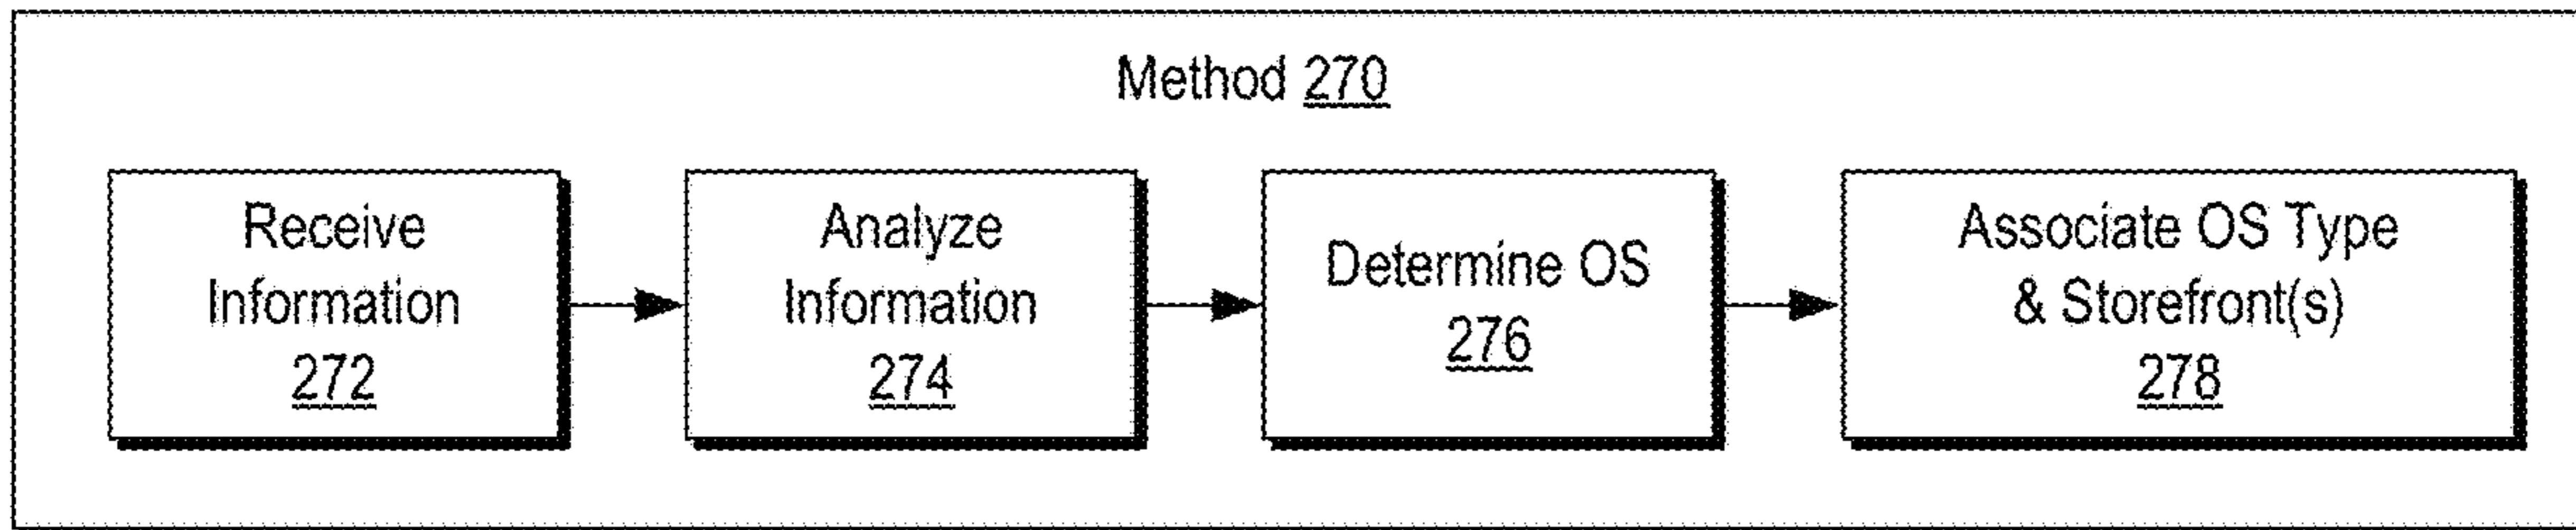 Method 270
Receive
Information
272
Analyze
Information
274
Determine OS
276
Associate OS Type
& Storefront(s)
278